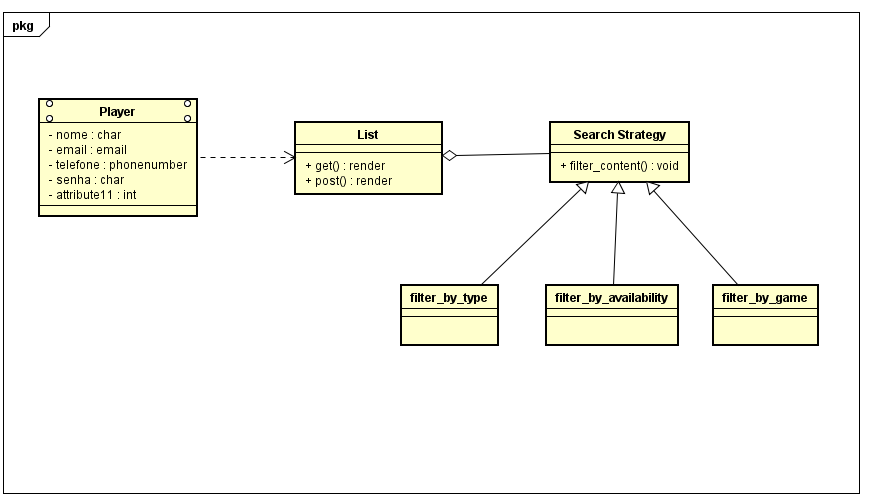 pkg
Player
- nome : char
- email : email
- telefone : phonenumber
- senha : char
- attribute11 : int
List
+ get() : render
+ post() : render
Search Strategy
+ filter_content() : void
filter_by_type
filter_by_availability
filter_by_game